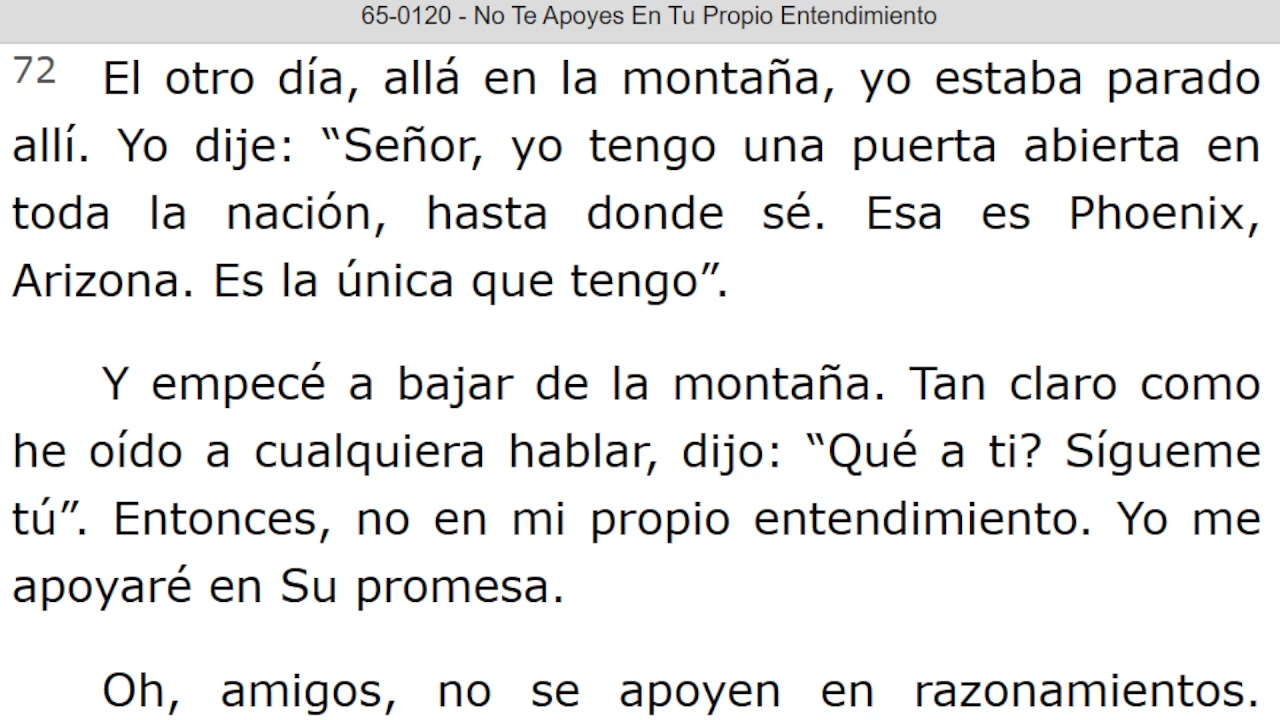 65-0120 - No Te Apoyes En Tu Propio Entendimiento
72 El otro día, allá en la montaña, yo estaba parado
allí. Yo dije: “Señor, yo tengo una puerta abierta en
toda la nación, hasta donde sé. Esa es Phoenix,
Arizona. Es la única que tengo”.
Y empecé a bajar de la montaña. Tan claro como
he oído a cualquiera hablar, dijo: “Qué a ti? Sígueme
tú”. Entonces, no en mi propio entendimiento. Yo me
apoyaré en Su promesa.
Oh, amigos, no se apoyen en razonamientos.